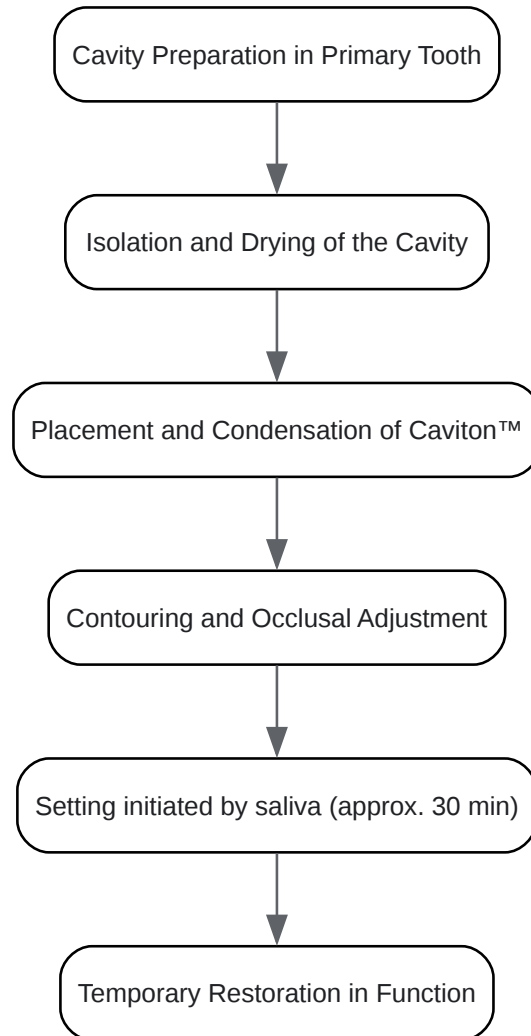 Cavity Preparation in Primary Tooth
Isolation and Drying of the Cavity
Placement and Condensation of Caviton™
Contouring and Occlusal Adjustment
Setting initiated by saliva (approx. 30 min)
Temporary Restoration in Function